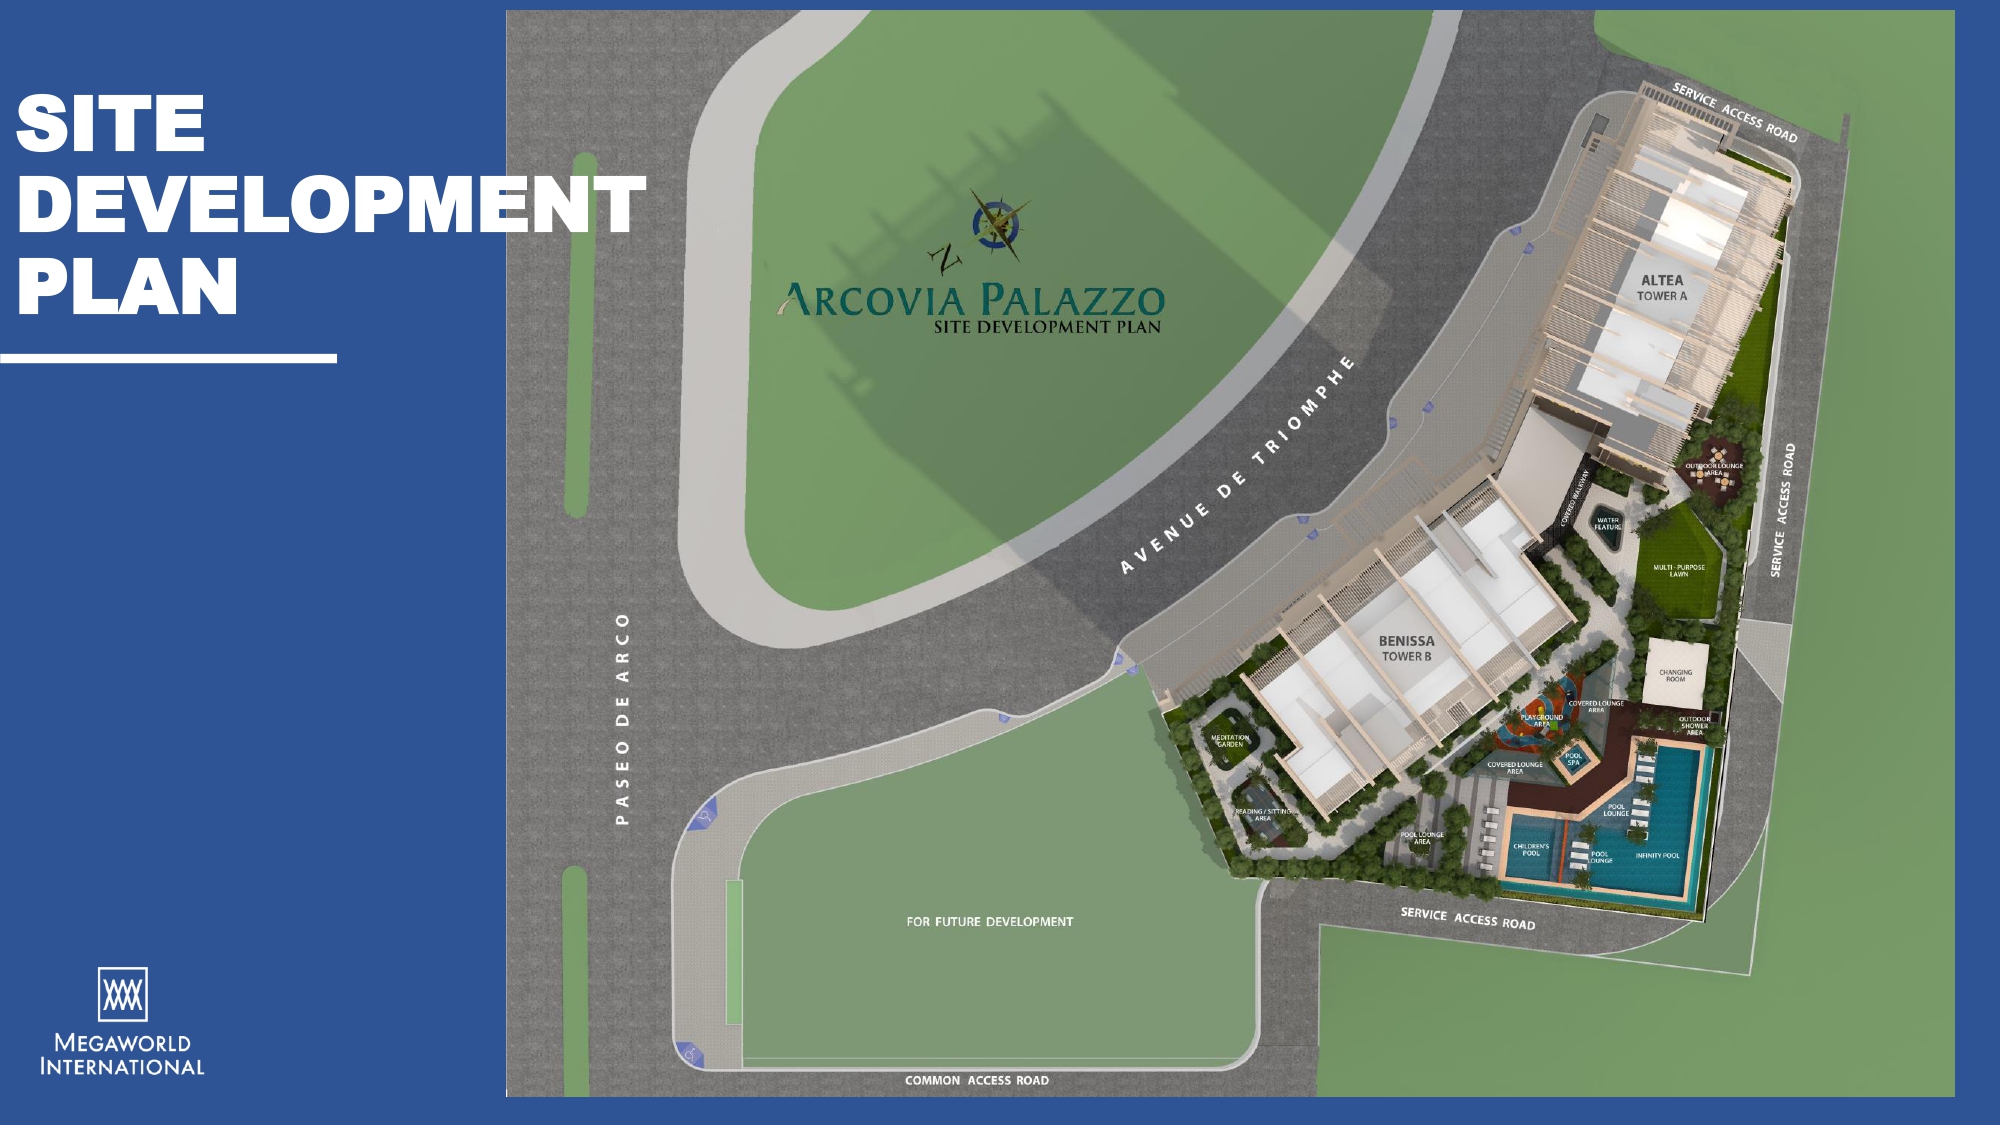 SITE
DEVELOPMENT
PLAN
MEGAWORLD
INTERNATIONAL
N
ARCOVIA PALAZZO
SITE DEVELOPMENT PLAN
SERVICE ACCESS ROAD
ALTEA
TOWER A
AVENUE DE TRIOMPHE
OUTDOOR LOUNGE
AREA
SERVICE ACCESS ROAD
COVERED WALKWAY
WATER
FEATURE
MULTI - PURPOSE
LAWN
BENISSA
TOWER B
PASEO DE ARCO
CHANGING
ROOM
COVERED LOUNGE
AREA
PLAYGROUND
AREA
OUTDOOR
SHOWER
AREA
MEDITATION
GARDEN
POOL
SPA
COVERED LOUNGE
AREA
READING / SITTING
AREA
POOL
LOUNGE
POOL LOUNGE
AREA
CHILDREN'S
POOL
POOL
LOUNGE
INFINITY POOL
SERVICE ACCESS ROAD
FOR FUTURE DEVELOPMENT
COMMON ACCESS ROAD